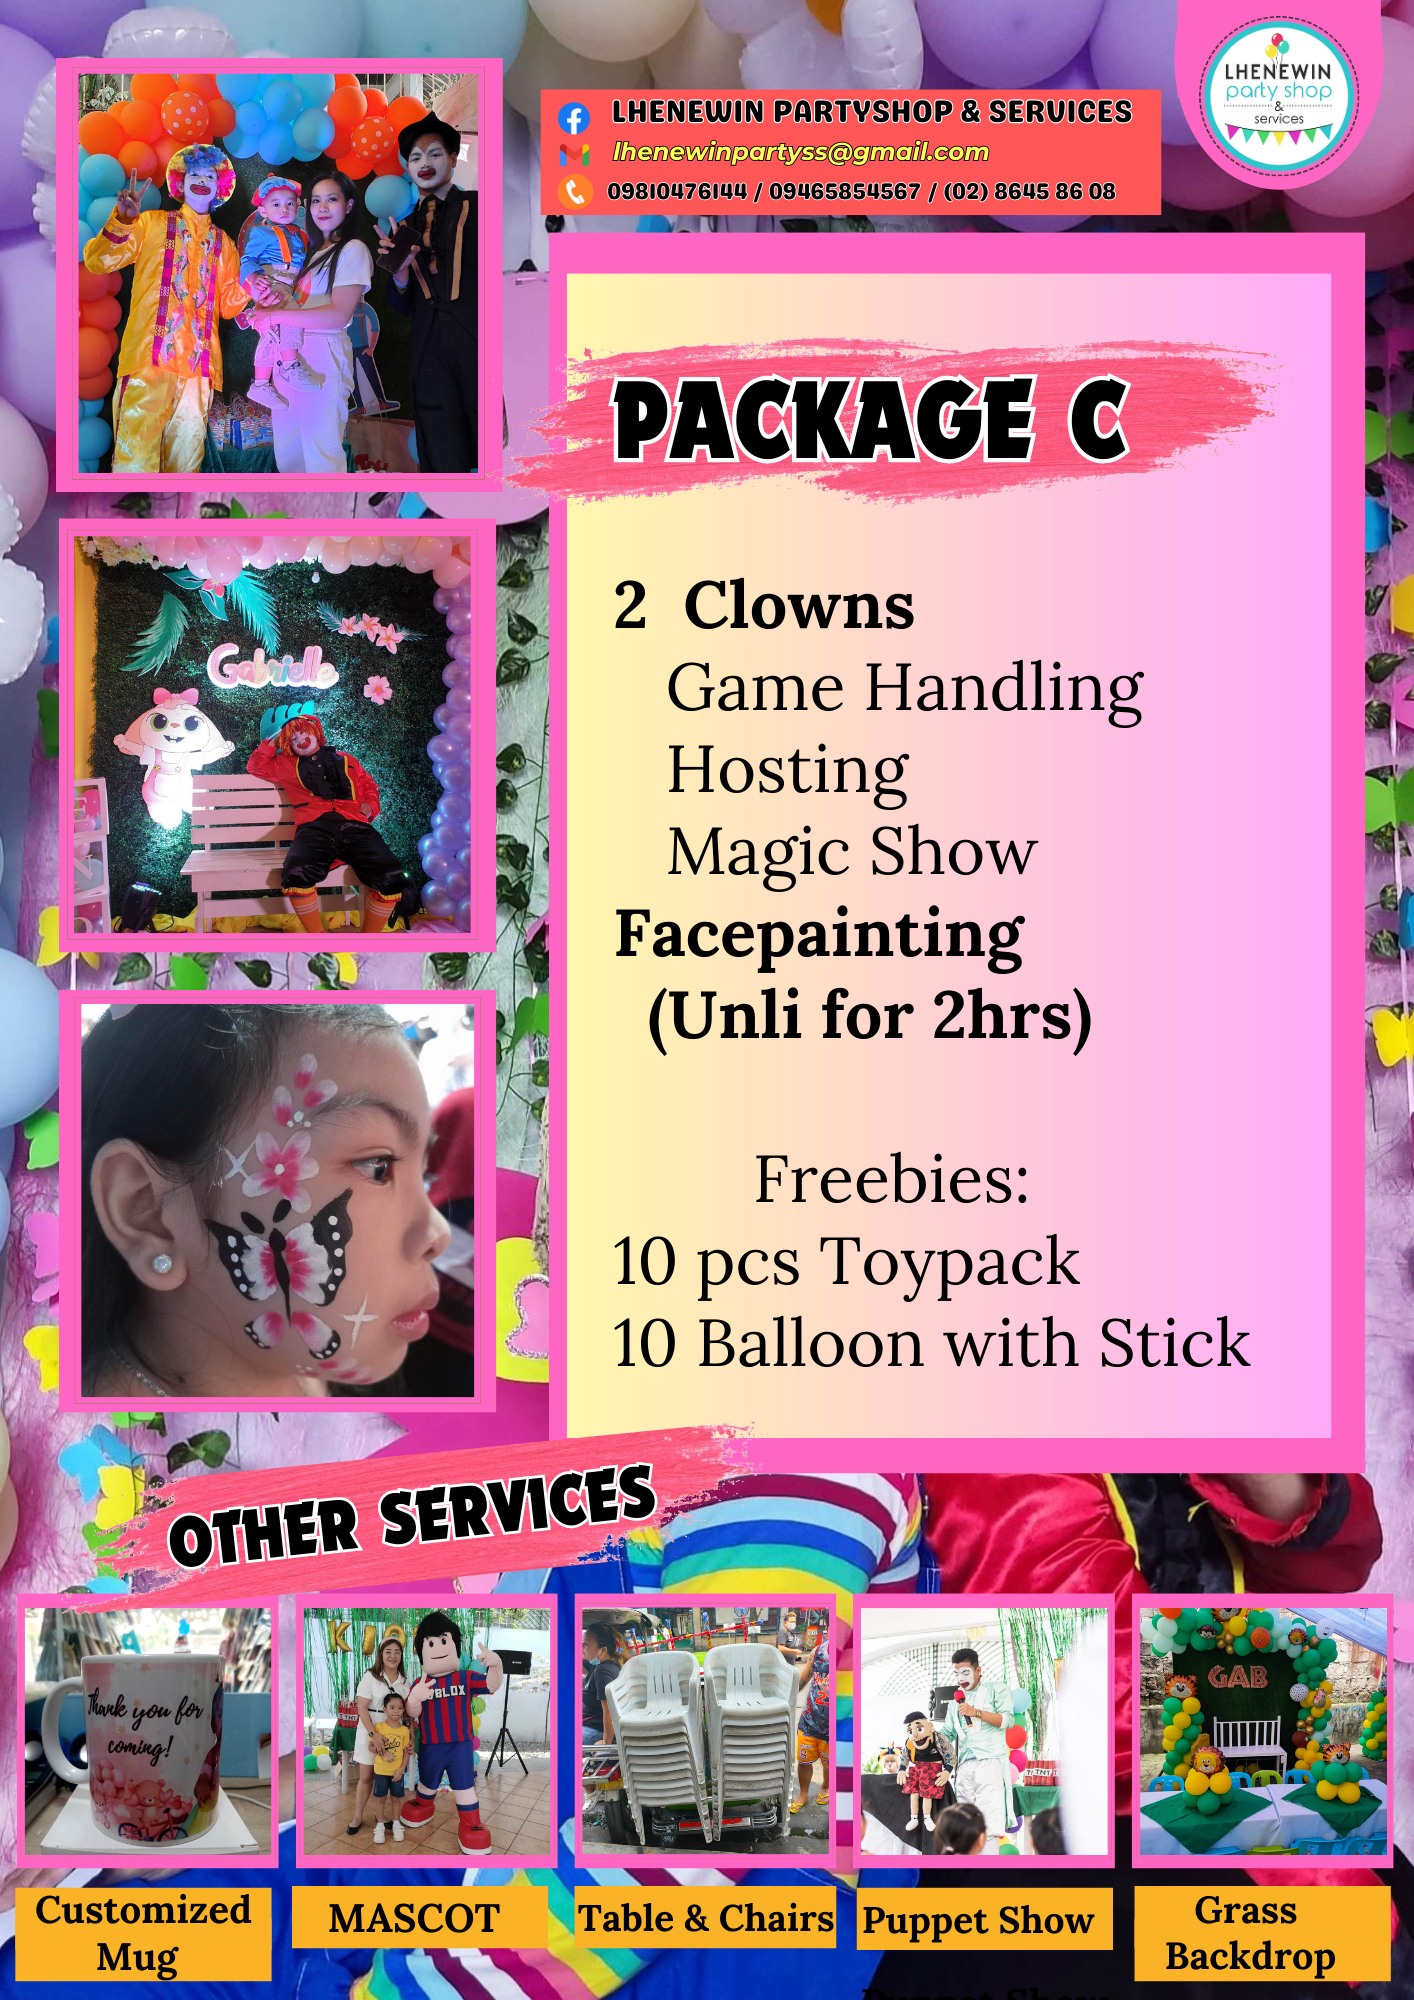 LHENEWIN PARTYSHOP & SERVICES
lhenewinpartyss@gmail.com
09810476144 / 09465854567 / (02) 8645 86 08
LHENEWIN
party shop
&
services
PACKAGE C
2 Clowns
Game Handling
Hosting
Magic Show
Facepainting
(Unli for 2hrs)
Freebies:
10 pcs Toypack
10 Balloon with Stick
Gabrielle
OTHER SERVICES
Thank you for
coming!
GAB
Customized
Mug
MASCOT
Table & Chairs
Puppet Show
Grass
Backdrop